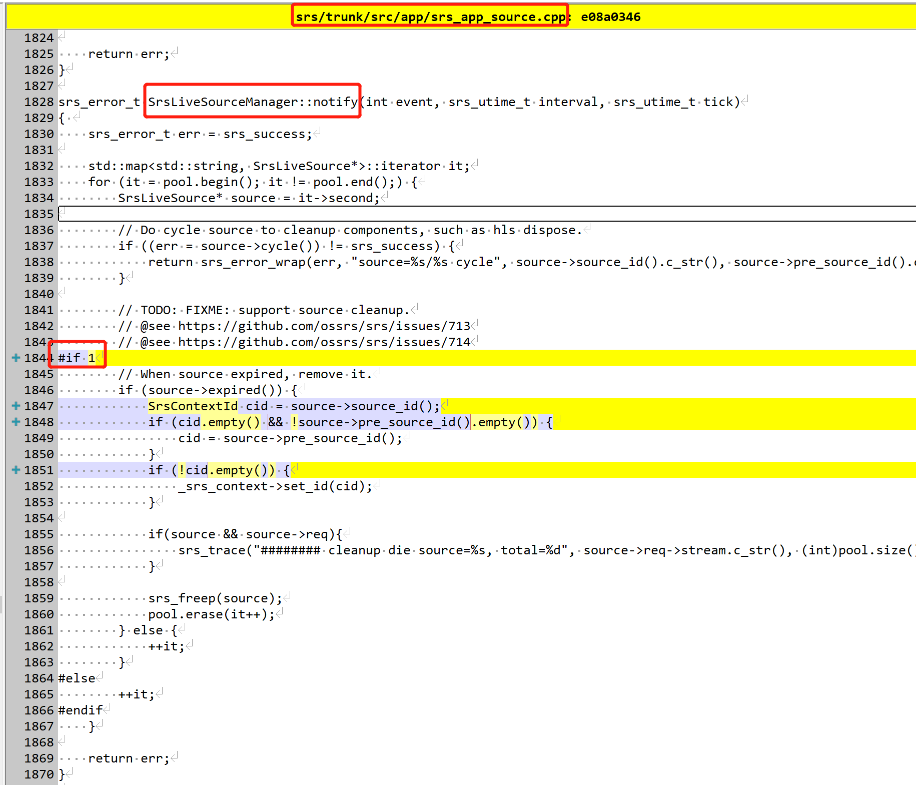 srs/trunk/src/app/srs_app_source.cpp: e08a0346
1824
1825 return err;
1826 }
1827
1828 srs_error_t SrsLiveSourceManager::notify(int event, srs_utime_t interval, srs_utime_t tick)
1829 {
1830 srs_error_t err = srs_success;
1831
1832 std::map<std::string, SrsLiveSource*>::iterator it;
1833 for (it = pool.begin(); it != pool.end();) {
1834 SrsLiveSource* source = it->second;
1835
1836 // Do cycle source to cleanup components, such as hls dispose.
1837 if ((err = source->cycle()) != srs_success) {
1838 return srs_error_wrap(err, "source=%s/%s cycle", source->source_id().c_str(), source->pre_source_id().
1839 }
1840
1841 // TODO: FIXME: support source cleanup.
1842 // @see https://github.com/ossrs/srs/issues/713
1843 // @see https://github.com/ossrs/srs/issues/714
+ 1844 #if 1
1845 // When source expired, remove it.
1846 if (source->expired()) {
+ 1847 SrsContextId cid = source->source_id();
+ 1848 if (cid.empty() && !source->pre_source_id().empty()) {
1849 cid = source->pre_source_id();
1850 }
+ 1851 if (!cid.empty()) {
1852 _srs_context->set_id(cid);
1853 }
1854
1855 if(source && source->req){
1856 srs_trace("######## cleanup die source=%s, total=%d", source->req->stream.c_str(), (int)pool.size()
1857 }
1858
1859 srs_freep(source);
1860 pool.erase(it++);
1861 } else {
1862 ++it;
1863 }
1864 #else
1865 ++it;
1866 #endif
1867 }
1868
1869 return err;
1870 }